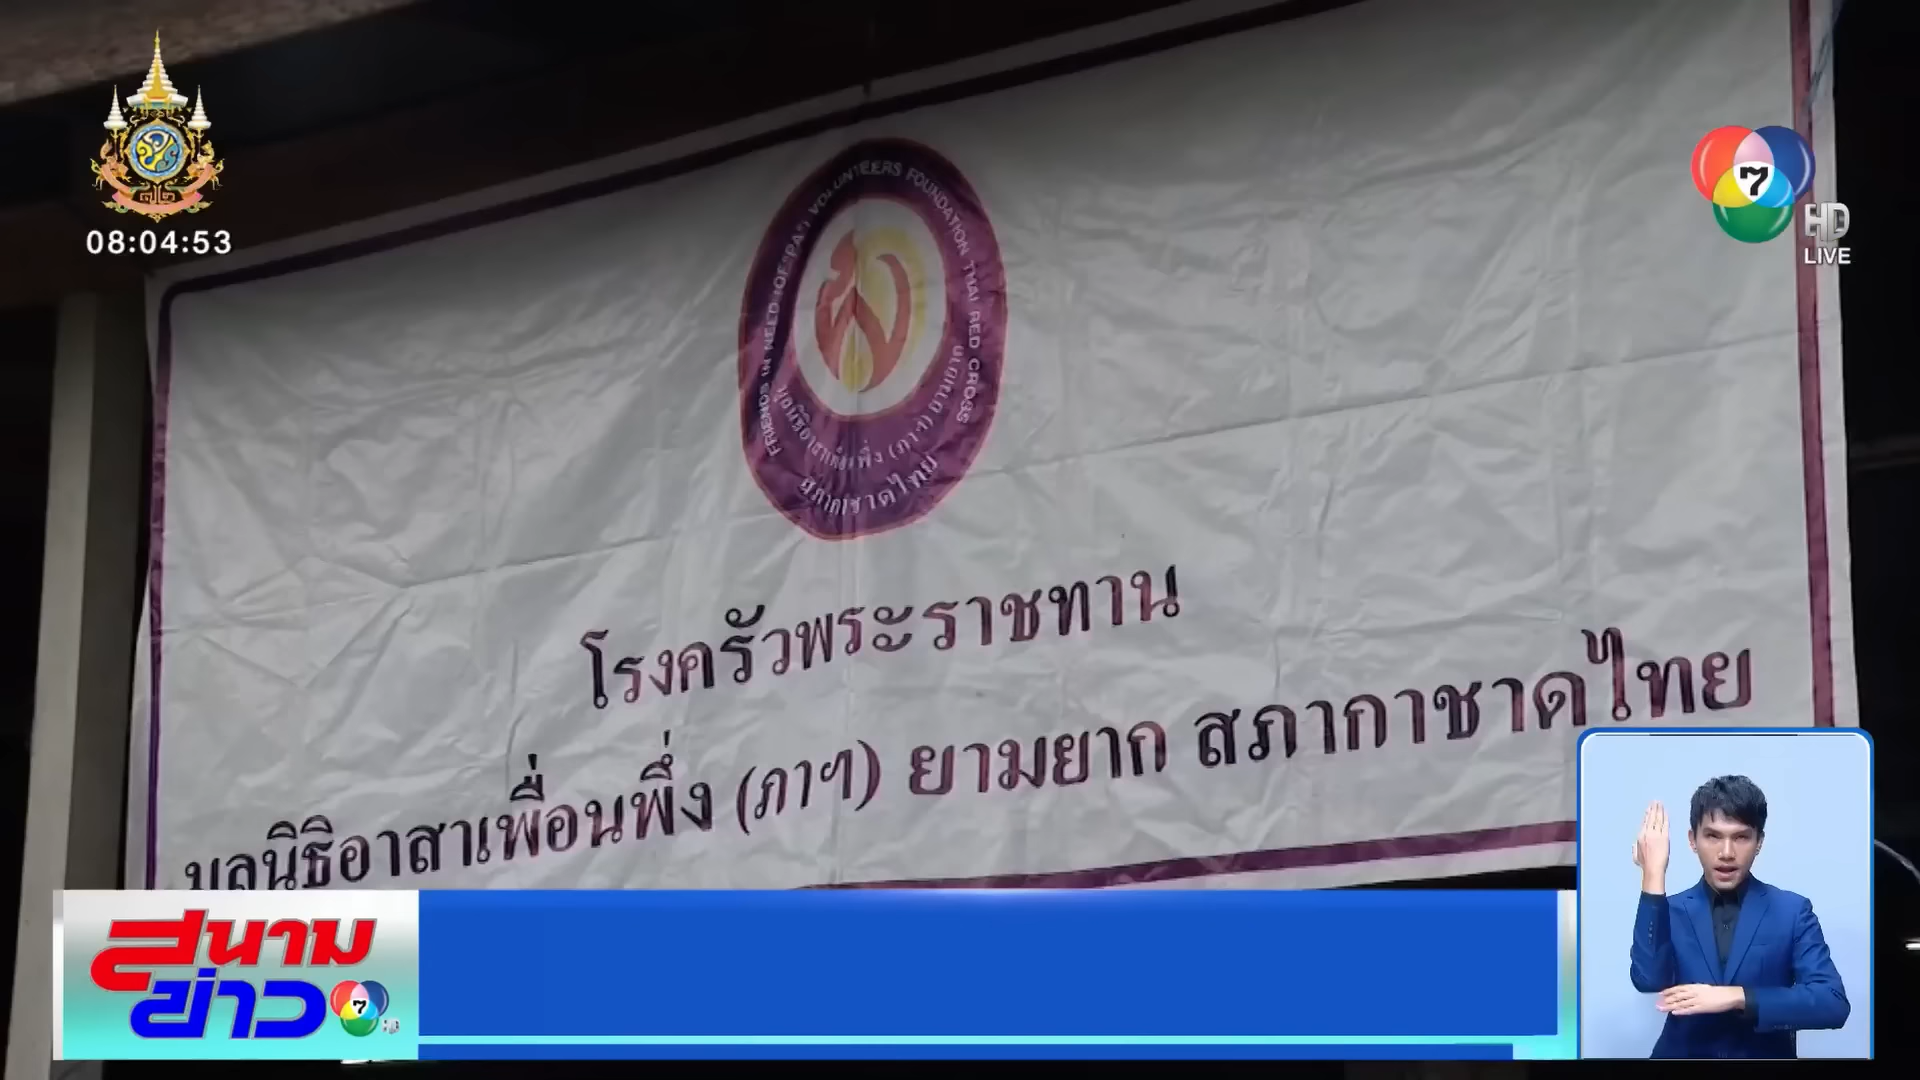 08:04:53
7
HD
LIVE
FRIENDS IN NEED (OF "PA") VOLUNTEERS FOUNDATION THAI RED CROSS
มูลนิธิอาสาเพื่อนพึ่ง (ภาฯ) ยามยาก
สภากาชาดไทย
โรงครัวพระราชทาน
มูลนิธิอาสาเพื่อนพึ่ง (ภาฯ) ยามยาก สภากาชาดไทย
สนาม
ข่าว 7 HD